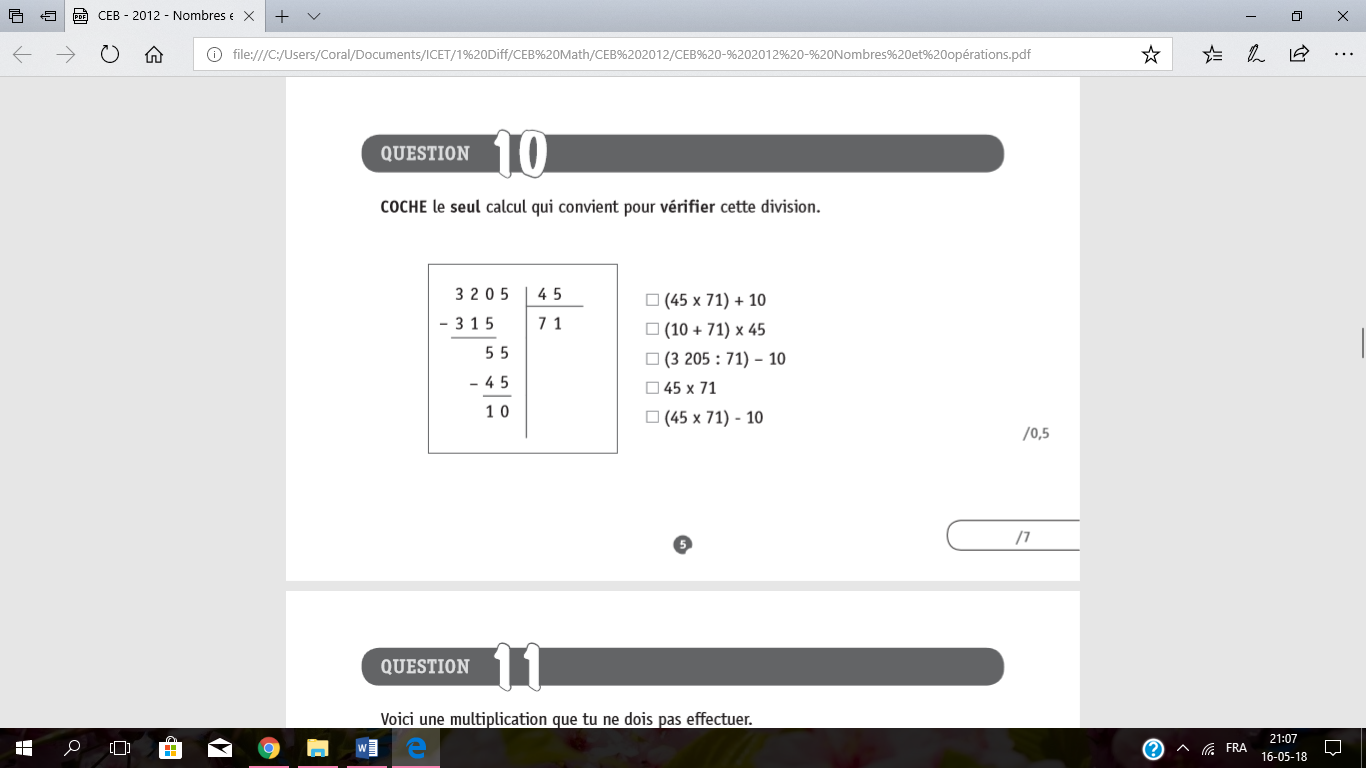 CEB - 2012 - Nombres e
file:///C:/Users/Coral/Documents/ICET/1%20Diff/CEB%20Math/CEB%202012/CEB%20-%202012%20-%20Nombres%20et%20opérations.pdf
QUESTION 10
COCHE le seul calcul qui convient pour vérifier cette division.
3 2 0 5 4 5
– 3 1 5 7 1
5 5
– 4 5
1 0
(45 x 71) + 10
(10 + 71) x 45
(3 205 : 71) – 10
45 x 71
(45 x 71) - 10
/0,5
5
/7
QUESTION 11
Voici une multiplication que tu ne dois pas effectuer.
FRA
21:07
16-05-18